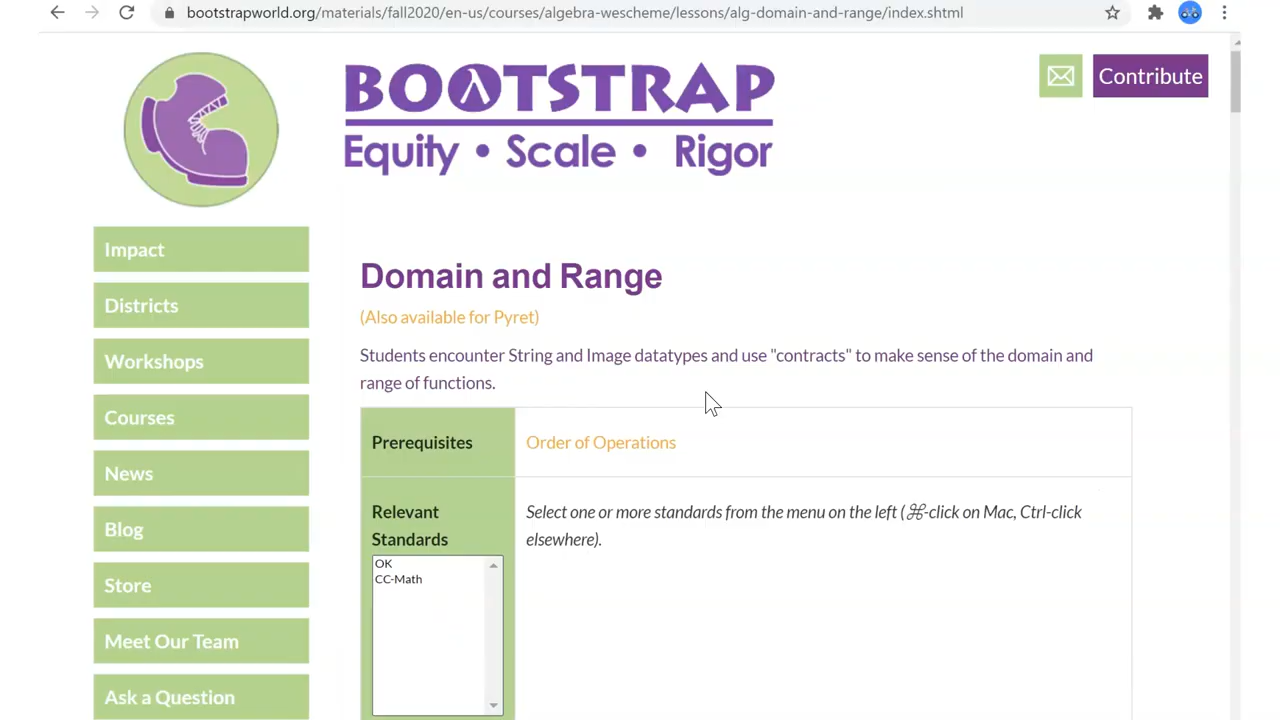 bootstrapworld.org/materials/fall2020/en-us/courses/algebra-wescheme/lessons/alg-domain-and-range/index.shtml
BOOTSTRAP
Equity • Scale • Rigor
Contribute
Impact
Districts
Workshops
Courses
News
Blog
Store
Meet Our Team
Ask a Question
Domain and Range
(Also available for Pyret)
Students encounter String and Image datatypes and use "contracts" to make sense of the domain and
range of functions.
Prerequisites
Order of Operations
Relevant
Standards
OK
CC-Math
Select one or more standards from the menu on the left (⌘-click on Mac, Ctrl-click
elsewhere).